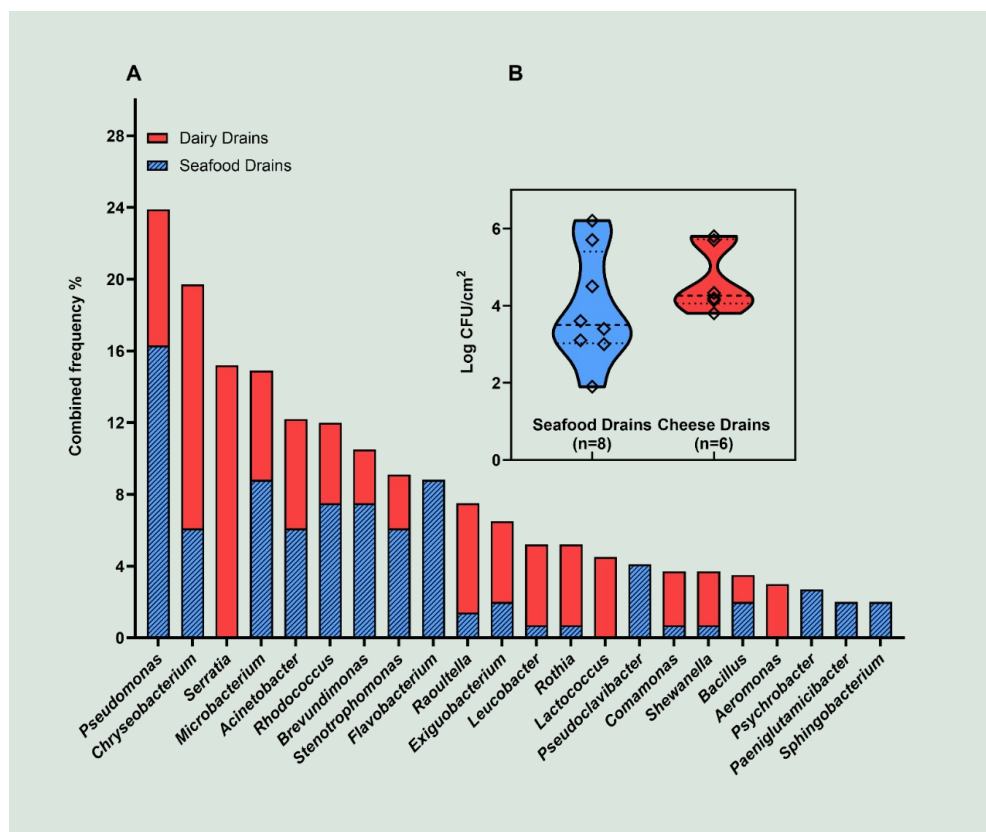 A
B
Dairy Drains
Seafood Drains
Combined frequency %
28
24
20
16
12
8
4
0
Pseudomonas
Chryseobacterium
Serratia
Microbacterium
Acinetobacter
Rhodococcus
Brevundimonas
Stenotrophomonas
Flavobacterium
Raoultella
Exiguobacterium
Leucobacter
Rothia
Lactococcus
Pseudoclavibacter
Comamonas
Shewanella
Bacillus
Aeromonas
Psychrobacter
Paeniglutamicibacter
Sphingobacterium
Log CFU/cm²
6
4
2
0
Seafood Drains Cheese Drains
(n=8) (n=6)